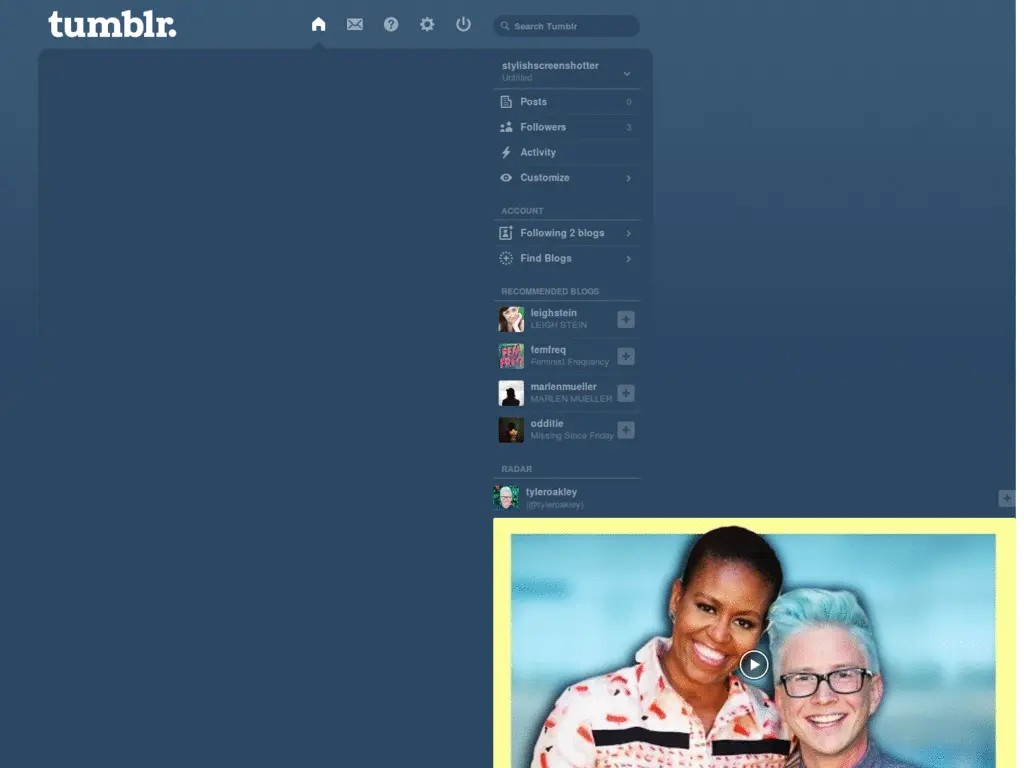 tumblr.
Search Tumblr
stylishscreenshotter
Untitled
Posts 0
Followers 3
Activity
Customize
ACCOUNT
Following 2 blogs
Find Blogs
RECOMMENDED BLOGS
leighstein
LEIGH STEIN
femfreq
Feminist Frequency
marlenmueller
MARLEN MUELLER
odditie
Missing Since Friday
RADAR
tyleroakley
(@tyleroakley)